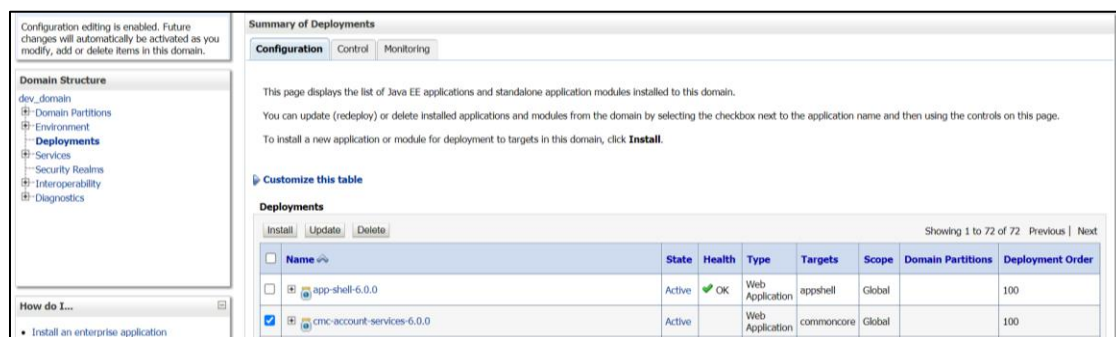 Configuration editing is enabled. Future
changes will automatically be activated as you
modify, add or delete items in this domain.
Domain Structure
dev_domain
Domain Partitions
Environment
Deployments
Services
Security Realms
Interoperability
Diagnostics
How do I...
Install an enterprise application
Summary of Deployments
Configuration Control Monitoring
This page displays the list of Java EE applications and standalone application modules installed to this domain.
You can update (redeploy) or delete installed applications and modules from the domain by selecting the checkbox next to the application name and then using the controls on this page.
To install a new application or module for deployment to targets in this domain, click Install.
Customize this table
Deployments
Install Update Delete Showing 1 to 72 of 72 Previous | Next
Name State Health Type Targets Scope Domain Partitions Deployment Order
app-shell-6.0.0 Active OK Web Application appshell Global 100
cmc-account-services-6.0.0 Active Web Application commoncore Global 100